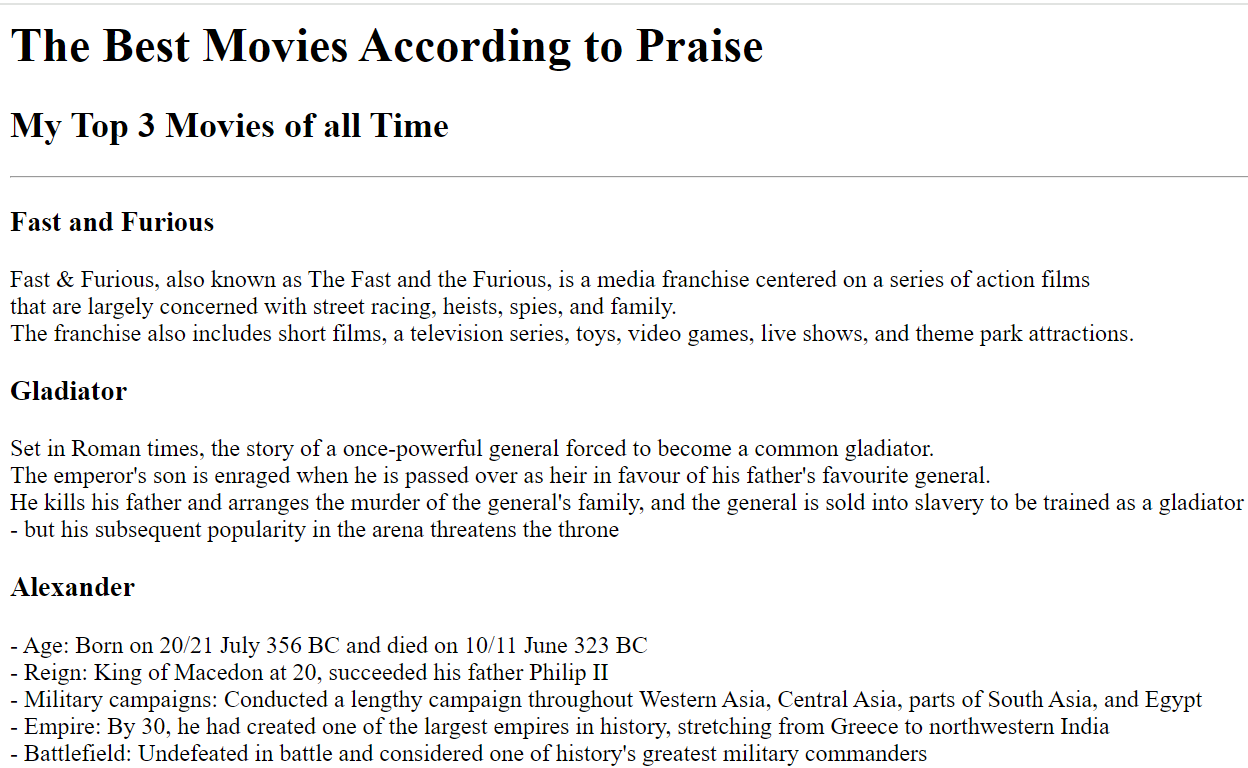 The Best Movies According to Praise
My Top 3 Movies of all Time
Fast and Furious
Fast & Furious, also known as The Fast and the Furious, is a media franchise centered on a series of action films
that are largely concerned with street racing, heists, spies, and family.
The franchise also includes short films, a television series, toys, video games, live shows, and theme park attractions.
Gladiator
Set in Roman times, the story of a once-powerful general forced to become a common gladiator.
The emperor's son is enraged when he is passed over as heir in favour of his father's favourite general.
He kills his father and arranges the murder of the general's family, and the general is sold into slavery to be trained as a gladiator
- but his subsequent popularity in the arena threatens the throne
Alexander
- Age: Born on 20/21 July 356 BC and died on 10/11 June 323 BC
- Reign: King of Macedon at 20, succeeded his father Philip II
- Military campaigns: Conducted a lengthy campaign throughout Western Asia, Central Asia, parts of South Asia, and Egypt
- Empire: By 30, he had created one of the largest empires in history, stretching from Greece to northwestern India
- Battlefield: Undefeated in battle and considered one of history's greatest military commanders